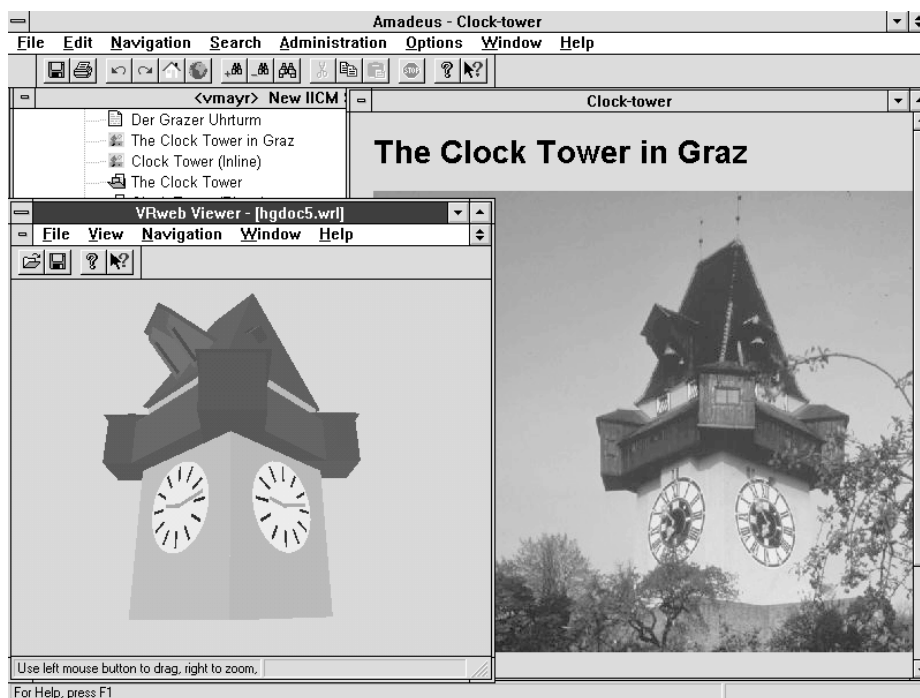 Amadeus - Clock-tower
File Edit Navigation Search Administration Options Window Help
STOP
<vmayr> New IICM
Der Grazer Uhrturm
The Clock Tower in Graz
Clock Tower (Inline)
The Clock Tower
Clock-tower
The Clock Tower in Graz
VRweb Viewer - [hgdoc5.wrl]
File View Navigation Window Help
Use left mouse button to drag, right to zoom,
For Help, press F1